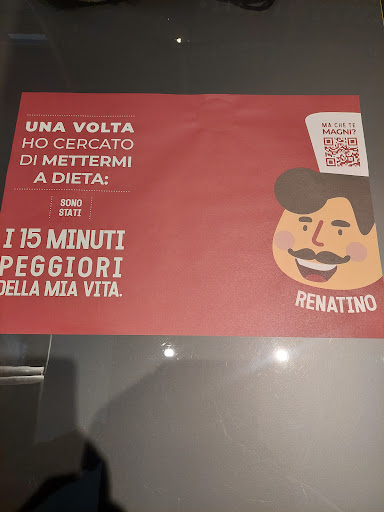 UNA VOLTA
HO CERCATO
DI METTERMI
A DIETA:
SONO
STATI
I 15 MINUTI
PEGGIORI
DELLA MIA VITA.
MA CHE TE
MAGNI?
RENATINO